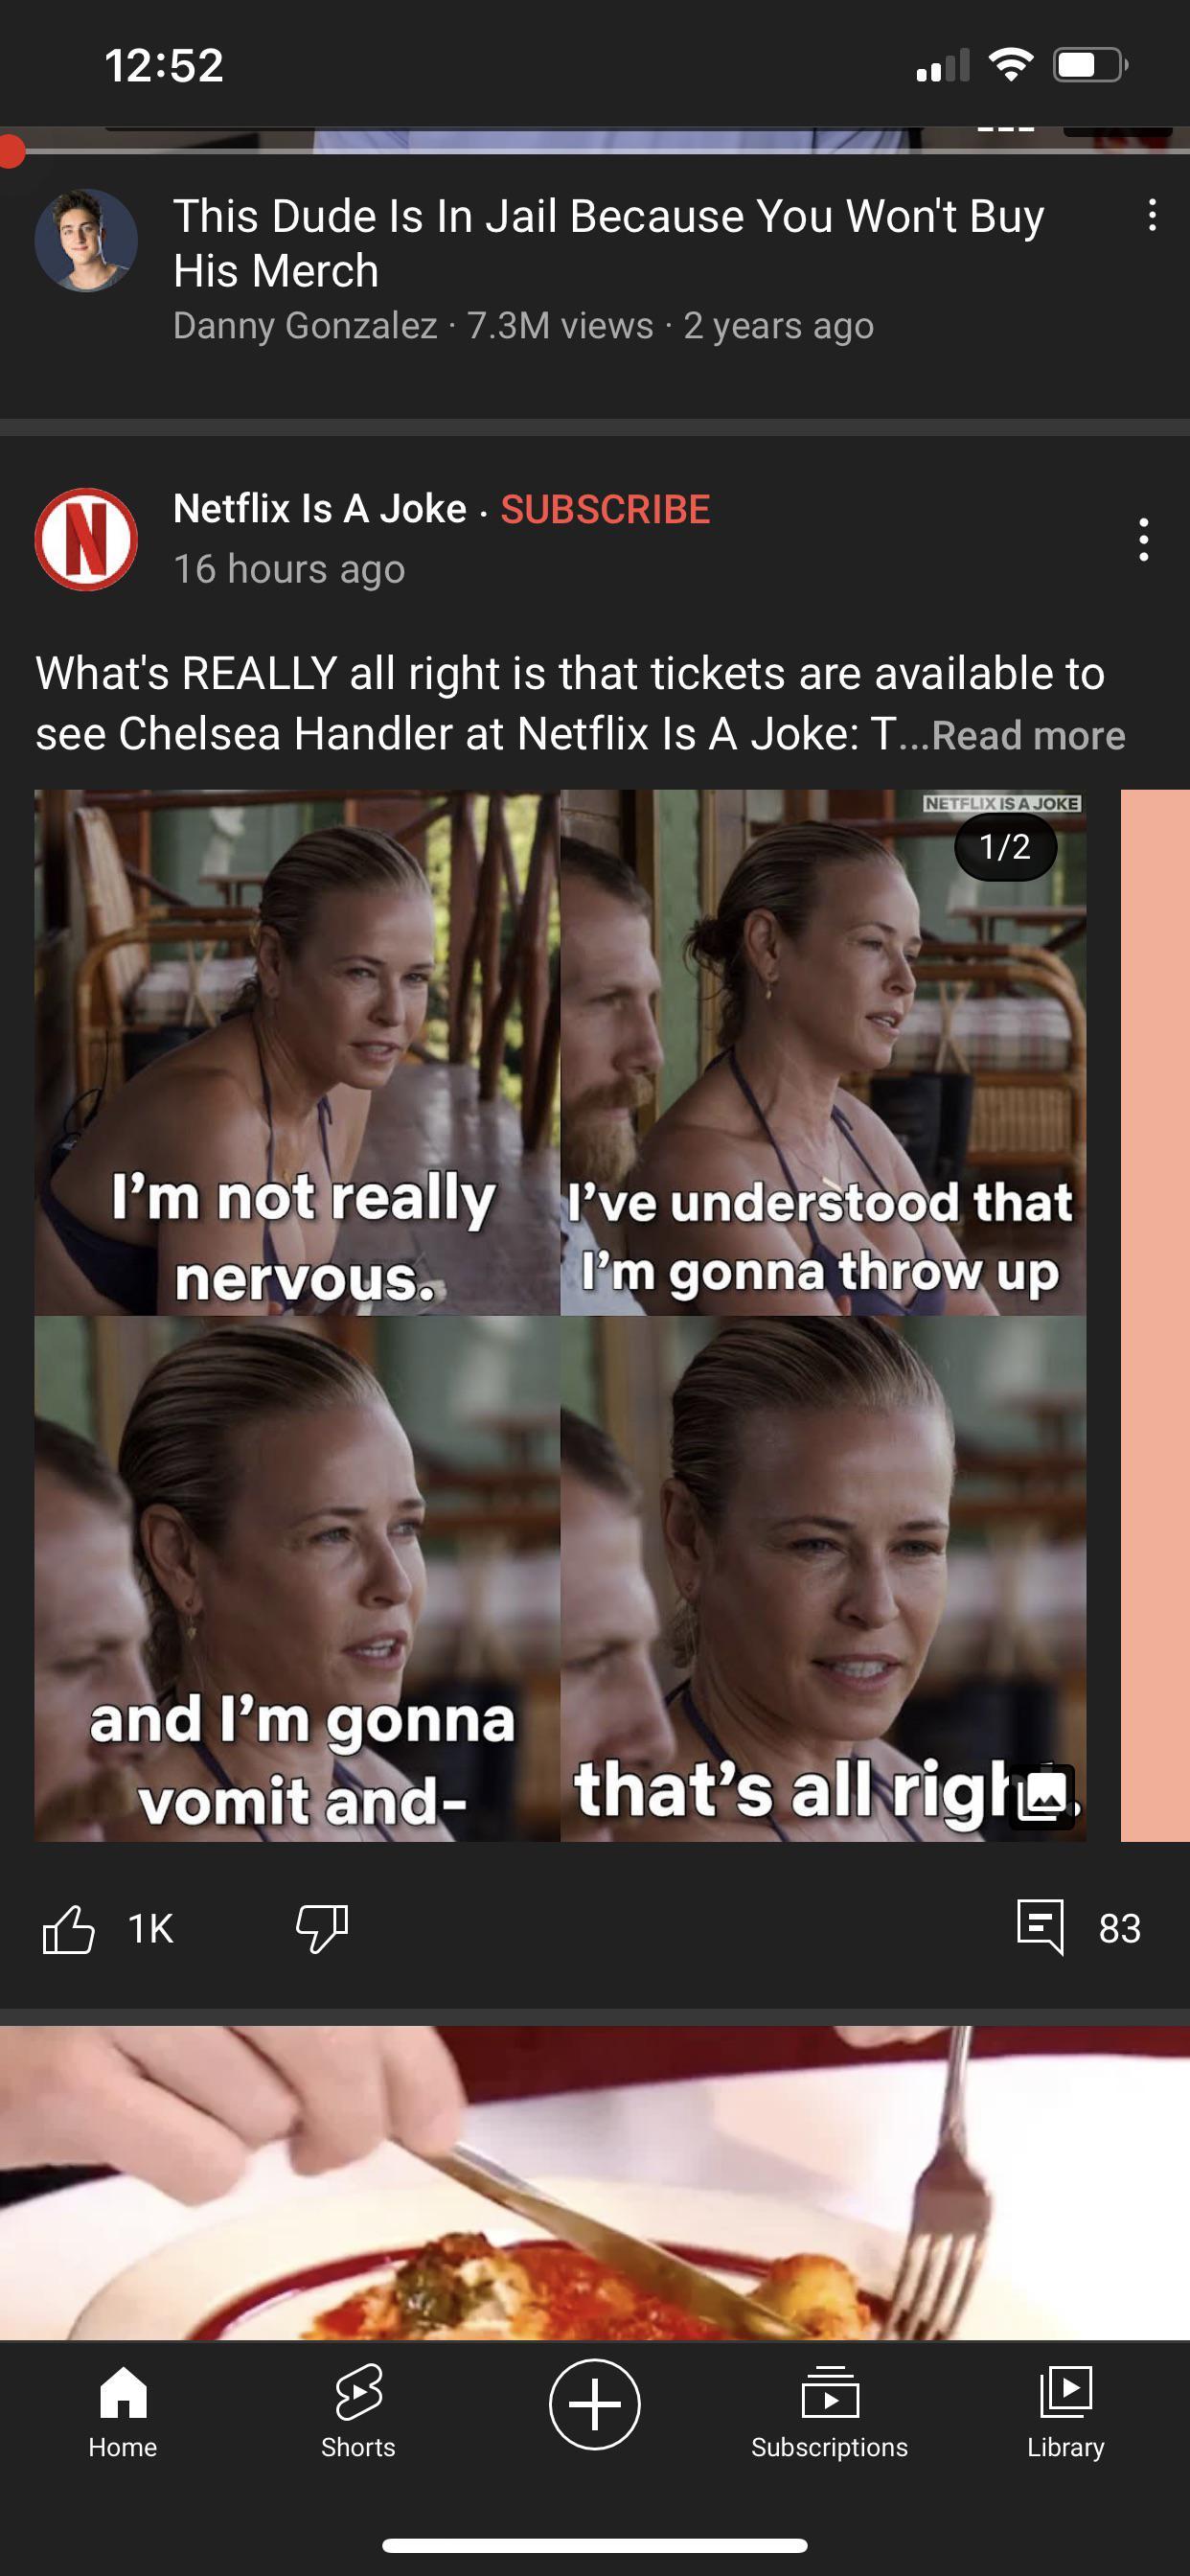 12:52
This Dude Is In Jail Because You Won't Buy
His Merch
Danny Gonzalez · 7.3M views · 2 years ago
N
Netflix Is A Joke · SUBSCRIBE
16 hours ago
What's REALLY all right is that tickets are available to
see Chelsea Handler at Netflix Is A Joke: T...Read more
NETFLIX IS A JOKE
1/2
I'm not really
nervous.
I've understood that
I'm gonna throw up
and I'm gonna
vomit and-
that's all righ
1K
83
Home
Shorts
Subscriptions
Library